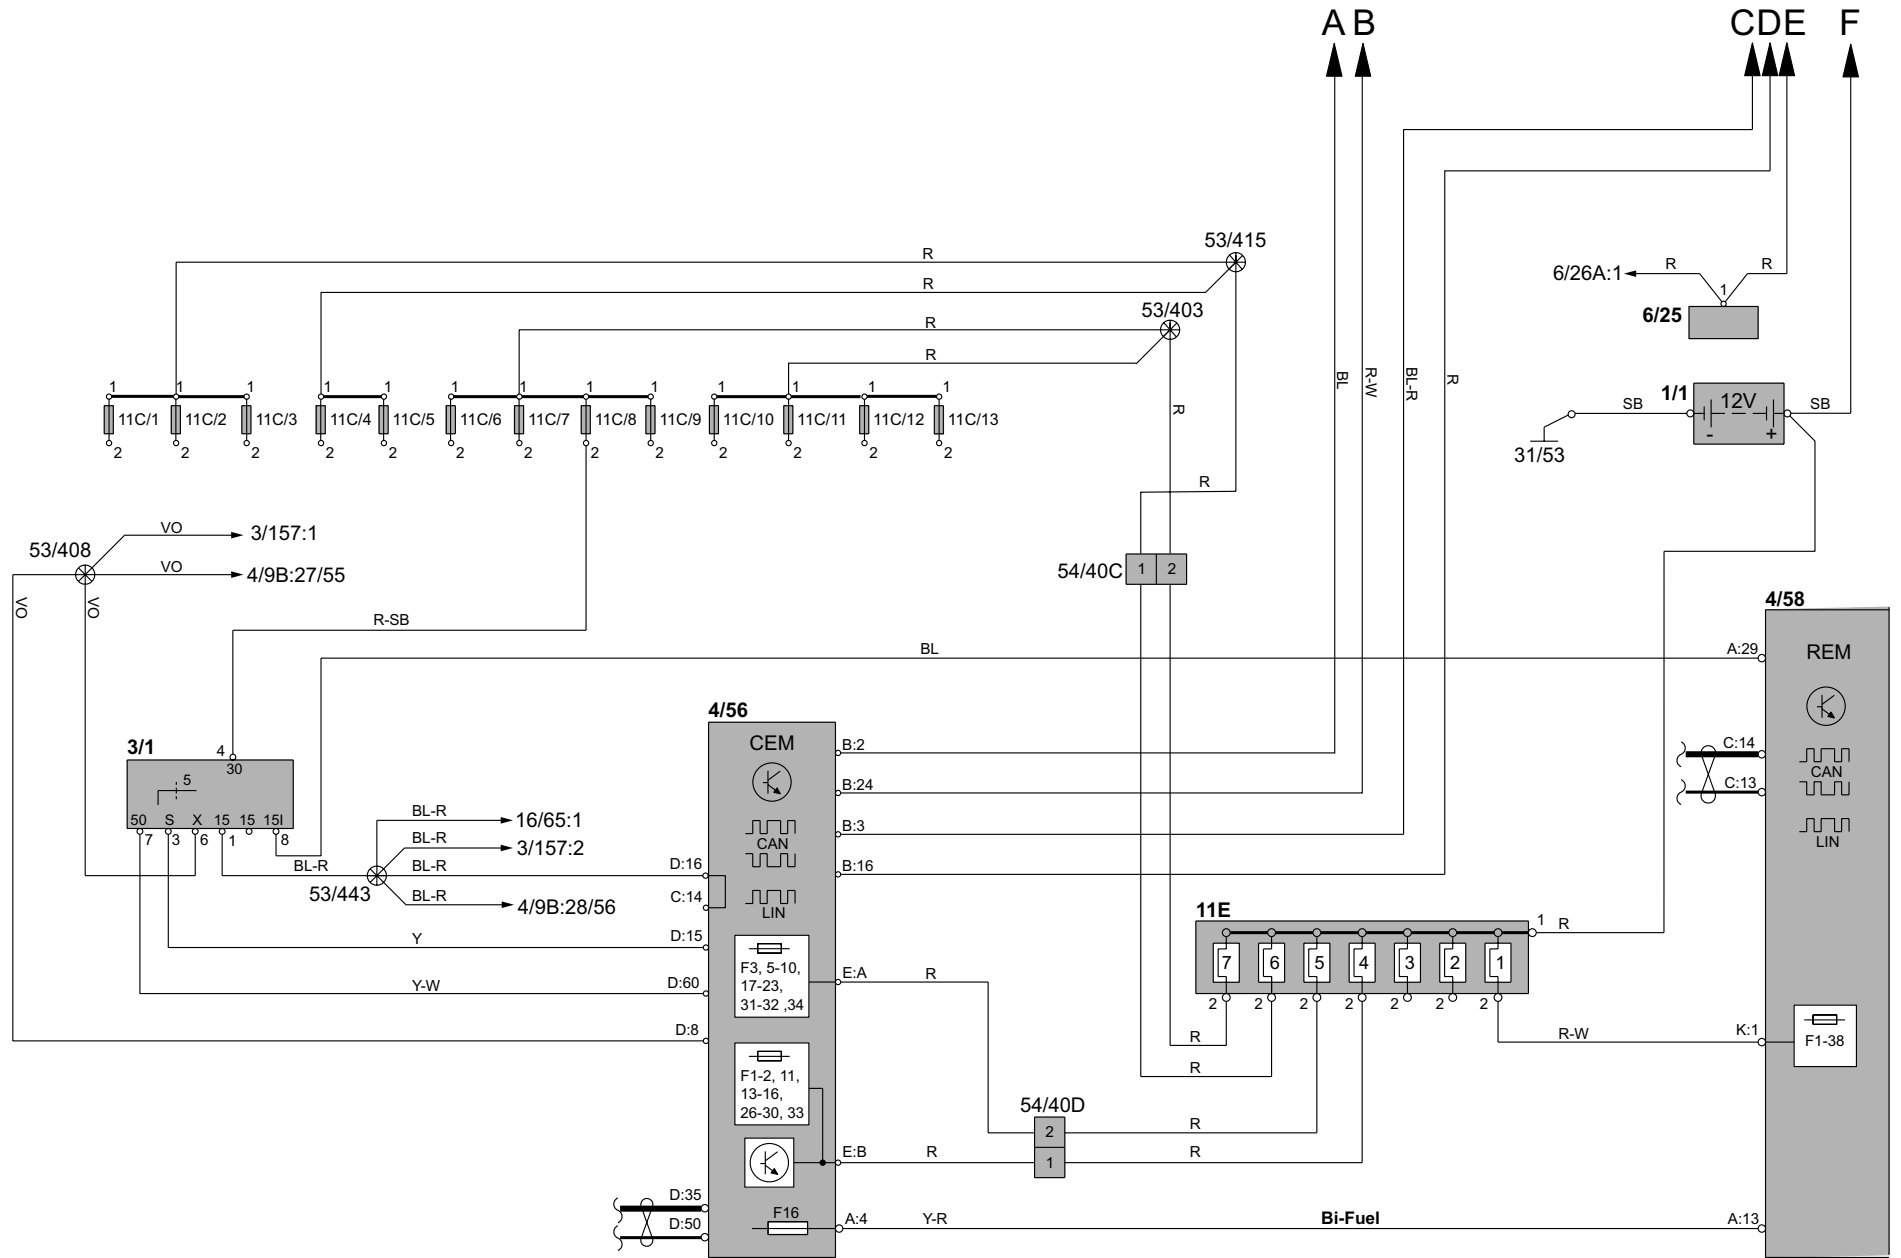 A B C D E F
53/415
R
6/26A:1 R R
R
1
53/403
6/25
R
R
BL R-W BL-R R
1/1 12V
- +
SB SB
31/53
1 1 1 1 1 1 1 1 1 1 1 1 1
11C/1 11C/2 11C/3 11C/4 11C/5 11C/6 11C/7 11C/8 11C/9 11C/10 11C/11 11C/12 11C/13
2 2 2 2 2 2 2 2 2 2 2 2 2
R
R
VO 3/157:1
53/408
VO 4/9B:27/55
54/40C 1 2
VO VO
R-SB
4/58
BL A:29
REM
4/56
3/1
CEM
B:2
C:14
4
30
5
CAN
B:24
C:13
50 S X 15 15 15I
7 3 6 1 8
BL-R 16/65:1
B:3
LIN
BL-R 3/157:2
CAN
BL-R BL-R D:16
B:16
53/443
C:14
BL-R 4/9B:28/56
LIN
11E
1 R
Y D:15
F3, 5-10,
17-23,
31-32 ,34
E:A R
7 6 5 4 3 2 1
Y-W D:60
2 2 2 2 2 2 2
D:8
R
R-W K:1
F1-38
F1-2, 11,
13-16,
26-30, 33
R
54/40D
2 R
E:B R 1 R
D:35
F16
D:50
A:4 Y-R Bi-Fuel A:13